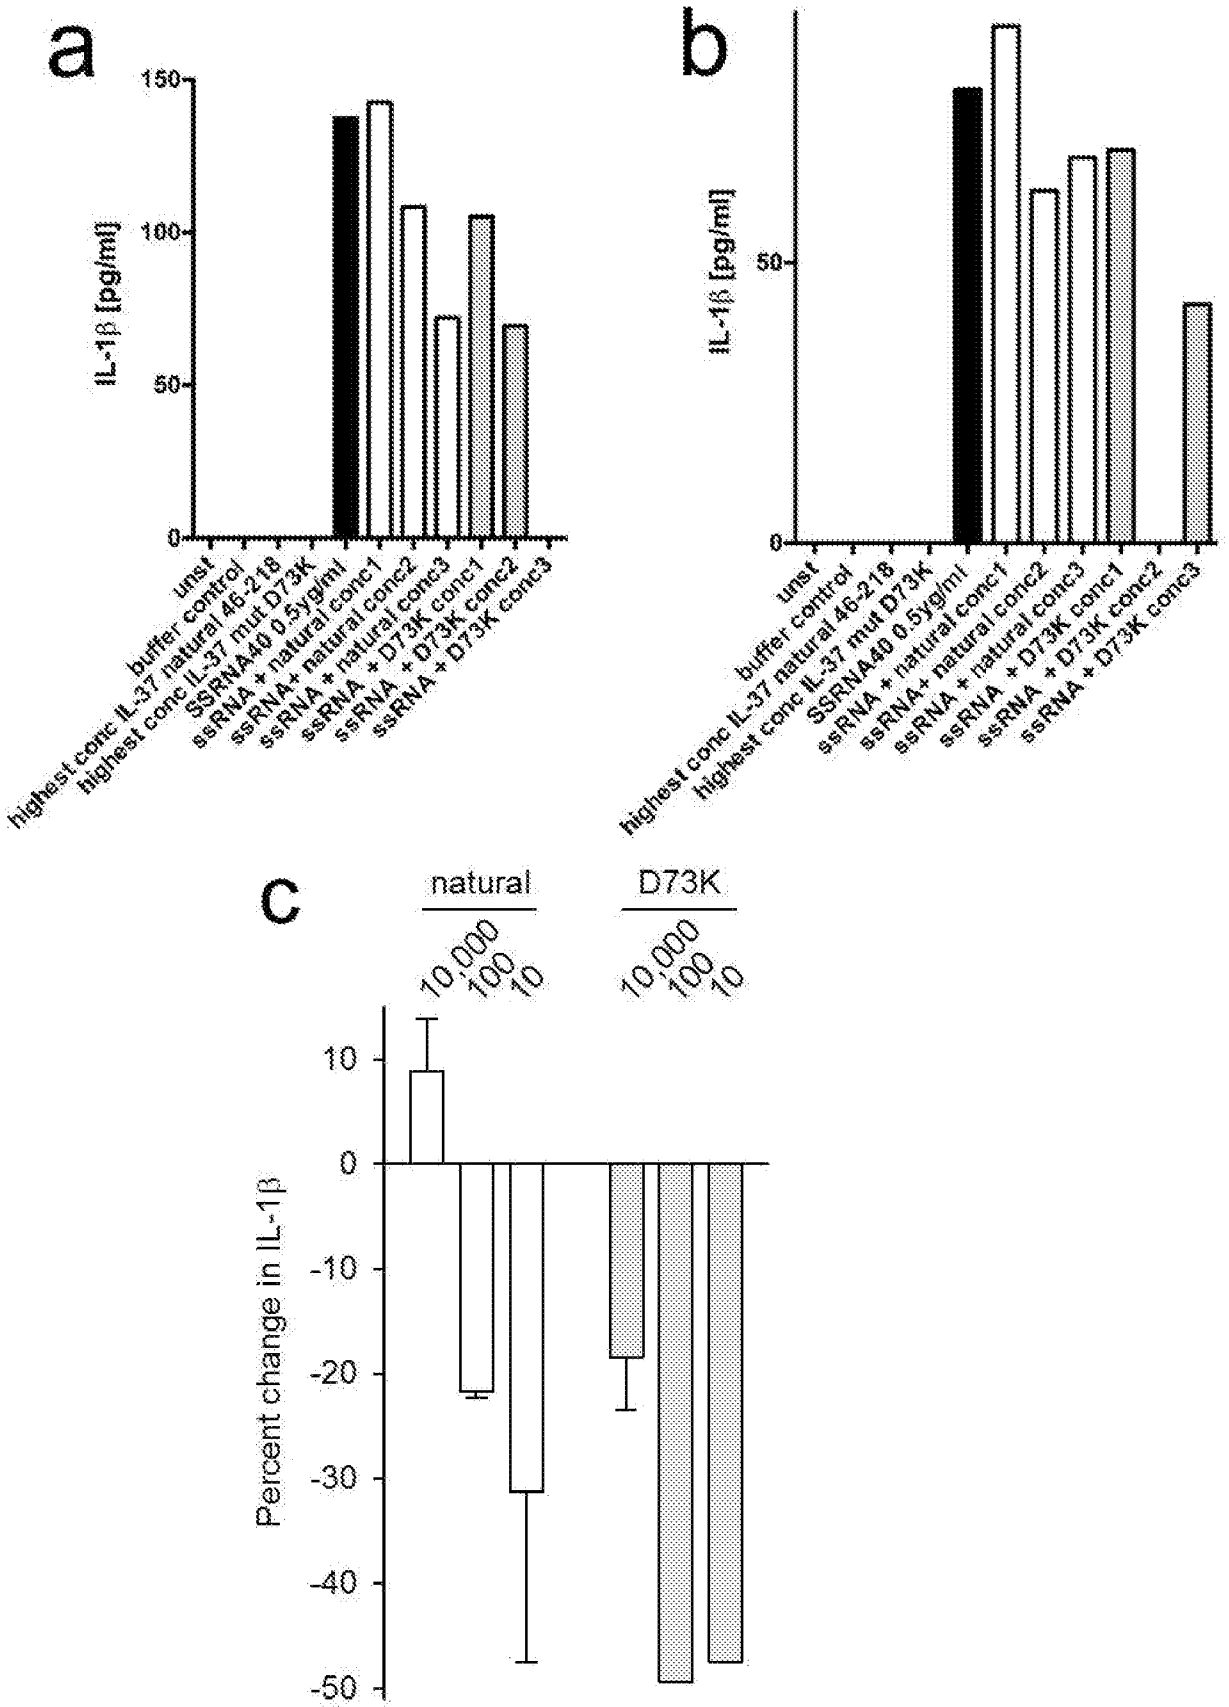 a
150
100
50
0
IL-1β [pg/ml]
unst
buffer control
highest conc IL-37 natural 46-218
highest conc IL-37 mut D73K
SSRNA40 0.5yg/ml
ssRNA + natural conc1
ssRNA+ natural conc2
ssRNA + natural conc3
ssRNA + D73K conc1
ssRNA + D73K conc2
ssRNA + D73K conc3
b
50
0
IL-1β [pg/ml]
unst
buffer control
highest conc IL-37 natural 46-218
highest conc IL-37 mut D73K
SSRNA40 0.5yg/ml
ssRNA + natural conc1
ssRNA+ natural conc2
ssRNA + natural conc3
ssRNA + D73K conc1
ssRNA + D73K conc2
ssRNA + D73K conc3
c
natural
D73K
10,000
100
10
10,000
100
10
10
0
-10
-20
-30
-40
-50
Percent change in IL-1β